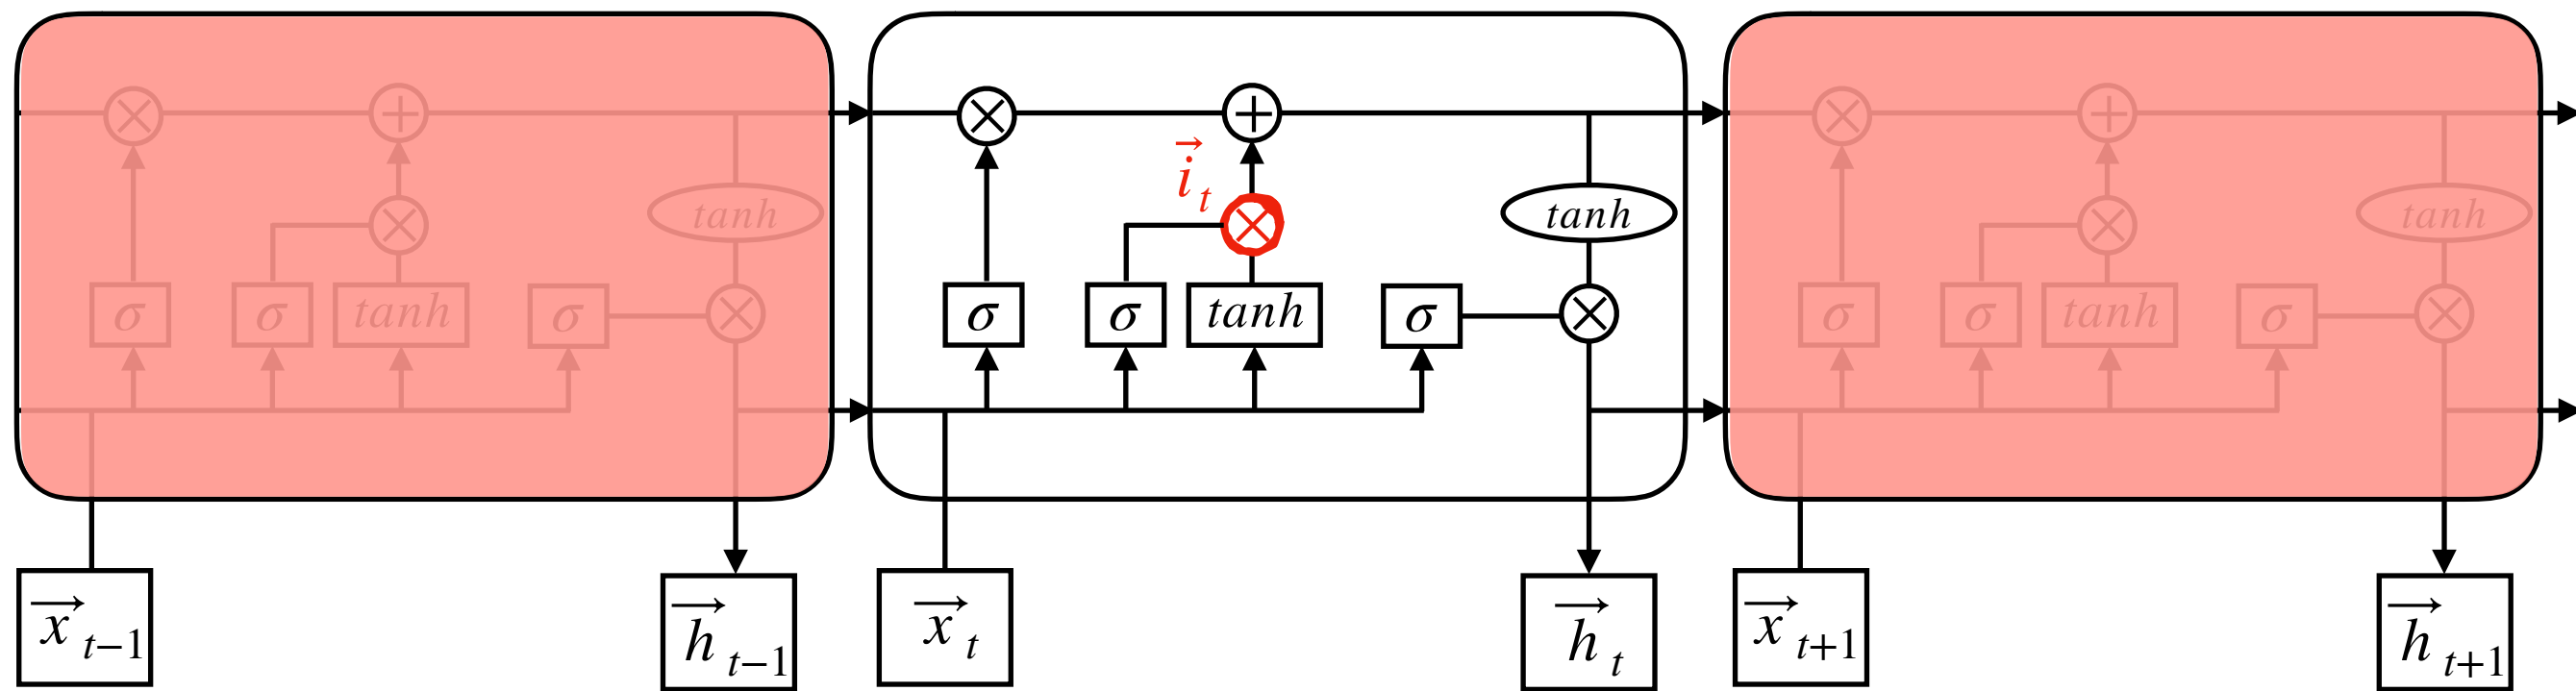 i⃗ t
tanh tanh tanh
σ σ tanh σ σ σ tanh σ σ σ tanh σ
x⃗ t−1 h⃗ t−1 x⃗ t h⃗ t x⃗ t+1 h⃗ t+1